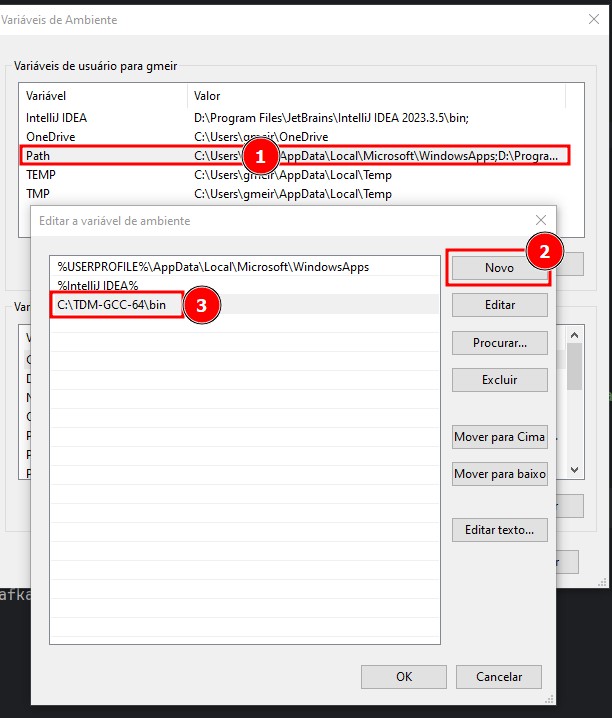 Variáveis de Ambiente
Variáveis de usuário para gmeir
Variável Valor
IntelliJ IDEA D:\Program Files\JetBrains\IntelliJ IDEA 2023.3.5\bin;
OneDrive C:\Users\gmeir\OneDrive
Path C:\Users\ 1 AppData\Local\Microsoft\WindowsApps;D:\Progra...
TEMP C:\Users\gmeir\AppData\Local\Temp
TMP C:\Users\gmeir\AppData\Local\Temp
Editar a variável de ambiente
2
%USERPROFILE%\AppData\Local\Microsoft\WindowsApps
Novo
%IntelliJ IDEA%
C:\TDM-GCC-64\bin 3
Editar
Procurar...
Excluir
Mover para Cima
Mover para baixo
Editar texto...
OK Cancelar